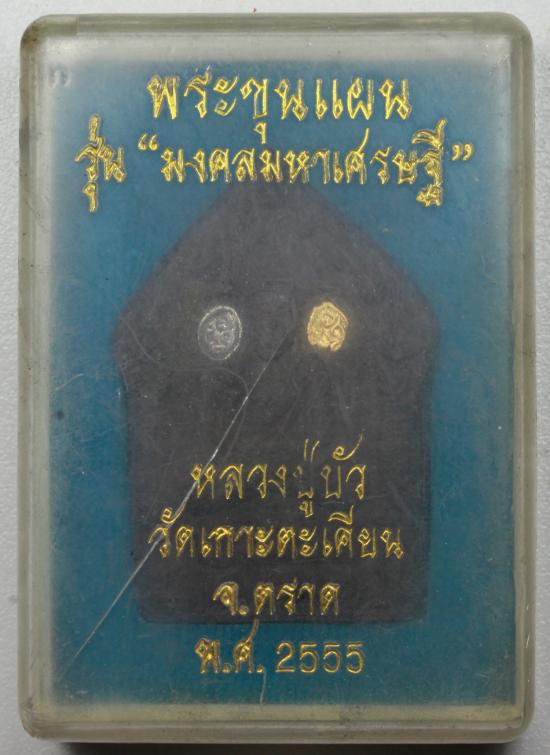 พระขุนแผน
รุ่น "มงคลมหาเศรษฐี"
หลวงปู่บัว
วัดเกาะตะเคียน
จ.ตราด
พ.ศ. 2555